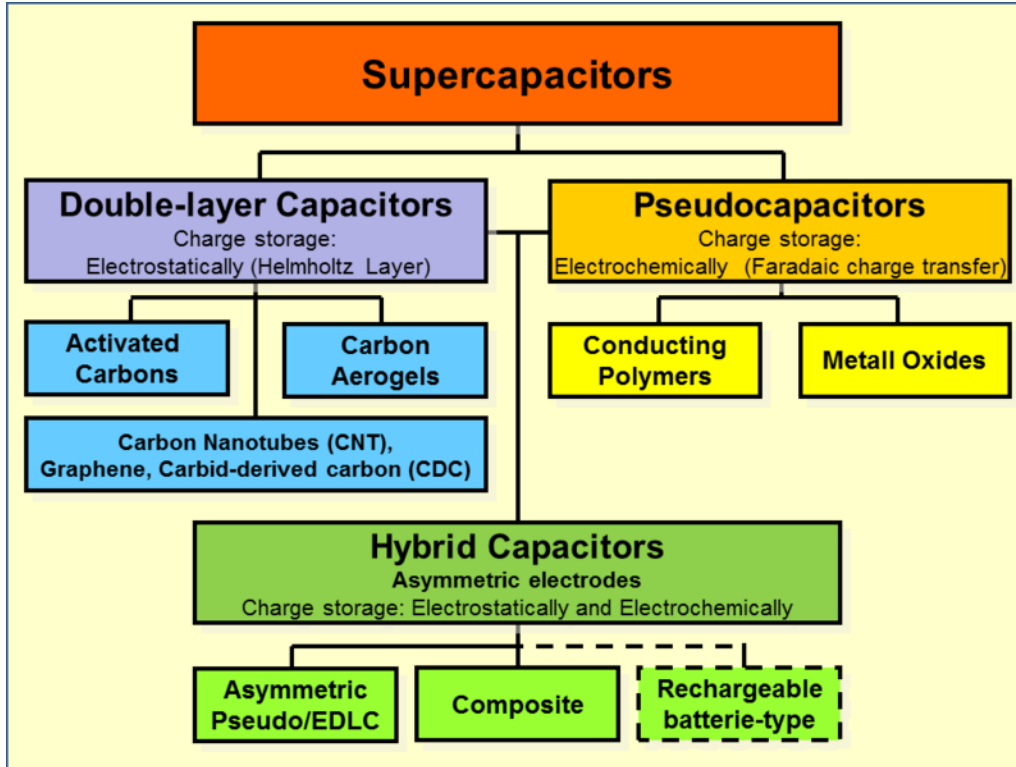 Supercapacitors
Double-layer Capacitors
Charge storage:
Electrostatically (Helmholtz Layer)
Pseudocapacitors
Charge storage:
Electrochemically (Faradaic charge transfer)
Activated
Carbons
Carbon
Aerogels
Conducting
Polymers
Metall Oxides
Carbon Nanotubes (CNT),
Graphene, Carbid-derived carbon (CDC)
Hybrid Capacitors
Asymmetric electrodes
Charge storage: Electrostatically and Electrochemically
Asymmetric
Pseudo/EDLC
Composite
Rechargeable
batterie-type